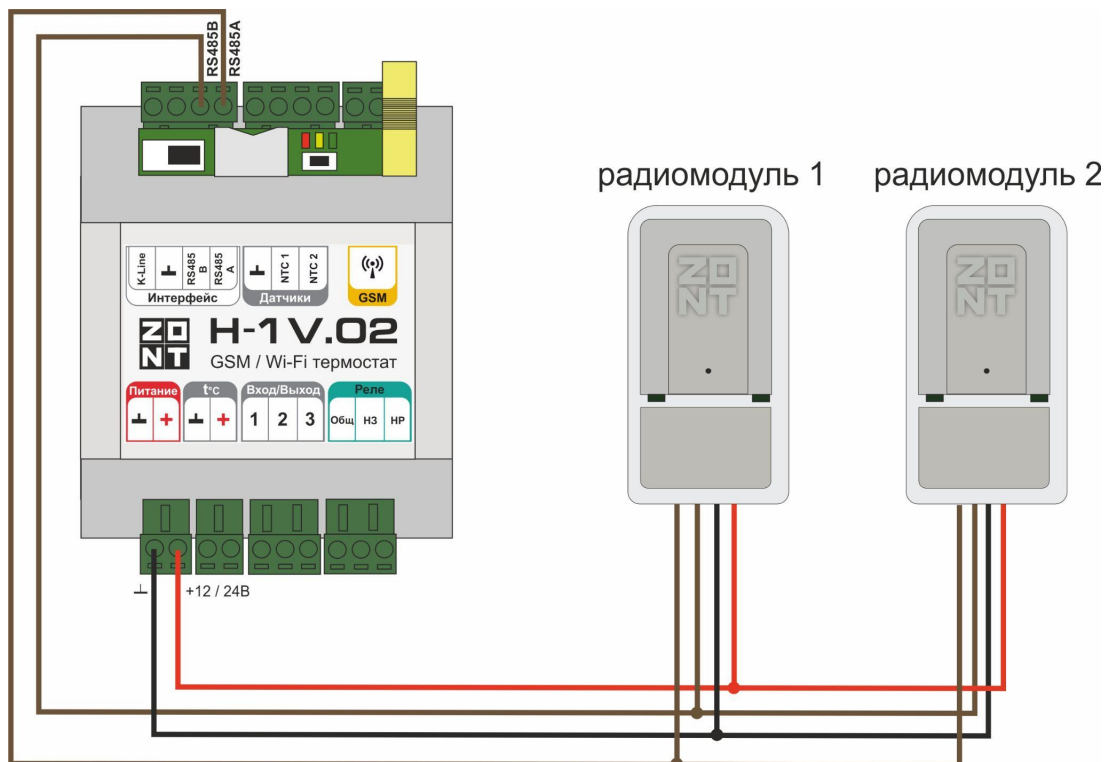 RS485B
RS485A
радиомодуль 1
радиомодуль 2
K-Line
RS485 B
RS485 A
Интерфейс
NTC 1
NTC 2
Датчики
GSM
ZONT
H-1V.02
GSM / Wi-Fi термостат
Питание
t°C
Вход/Выход
Реле
+
+
1
2
3
Общ
НЗ
НР
+12 / 24В
ZONT
ZONT